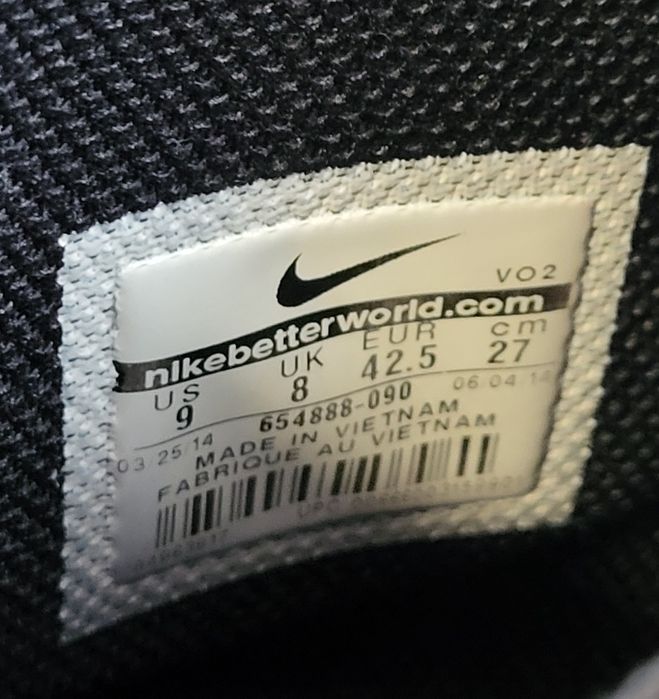 VO2
nikebetterworld.com
US UK EUR cm
9 8 42.5 27
654888-090
03/25/14 06/04/14
MADE IN VIETNAM
FABRIQUE AU VIETNAM